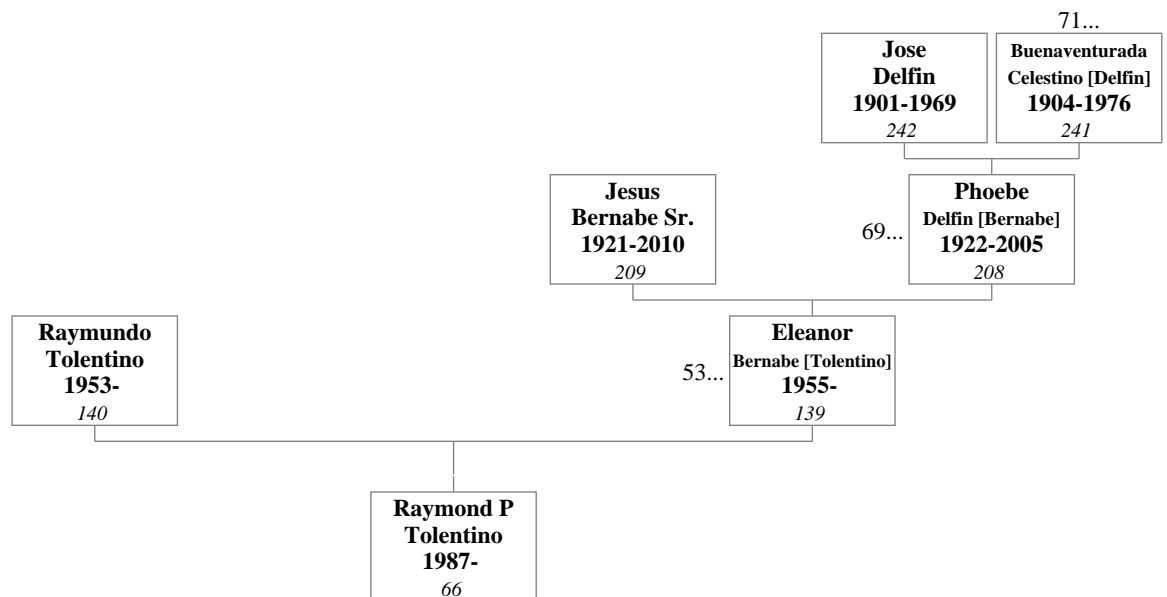 71...
Jose
Delfin
1901-1969
242
Buenaventurada
Celestino [Delfin]
1904-1976
241
Jesus
Bernabe Sr.
1921-2010
209
69...
Phoebe
Delfin [Bernabe]
1922-2005
208
Raymundo
Tolentino
1953-
140
53...
Eleanor
Bernabe [Tolentino]
1955-
139
Raymond P
Tolentino
1987-
66